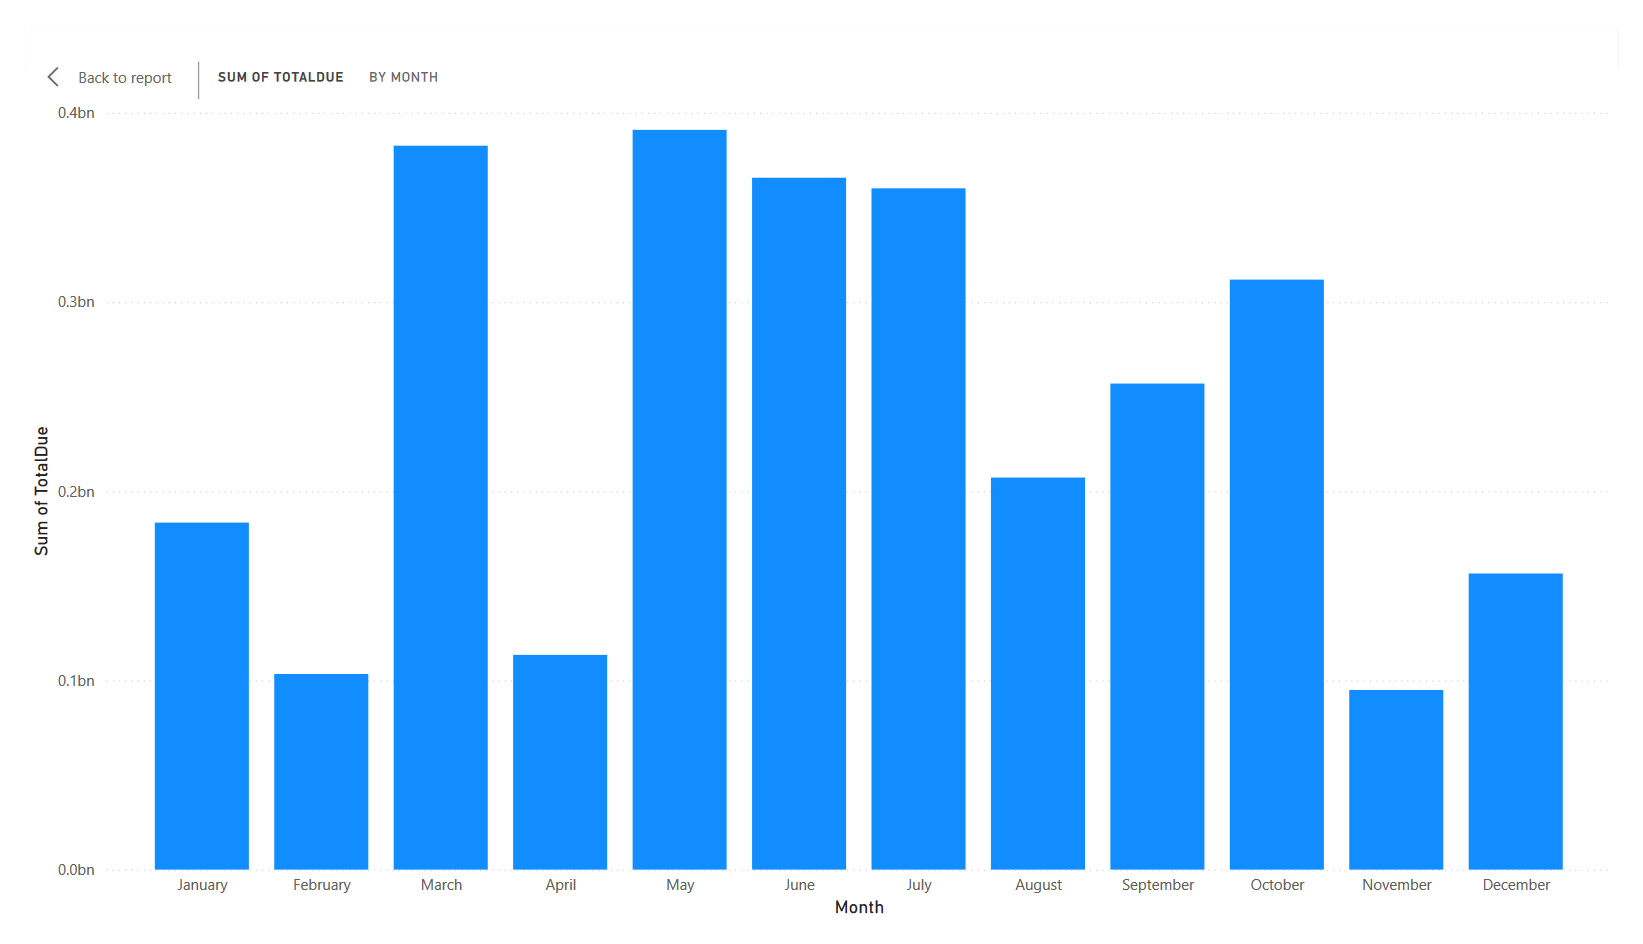 Back to report
SUM OF TOTALDUE BY MONTH
0.4bn
0.3bn
0.2bn
0.1bn
0.0bn
Sum of TotalDue
January February March April May June July August September October November December
Month